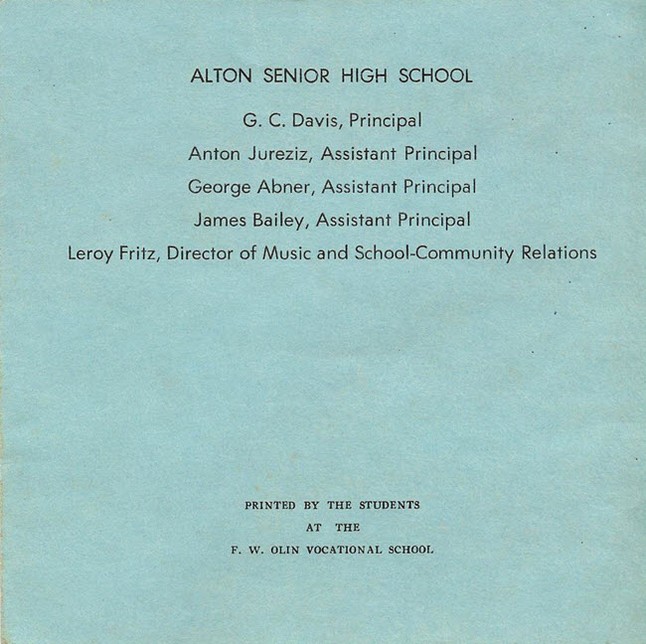 ALTON SENIOR HIGH SCHOOL
G. C. Davis, Principal
Anton Jureziz, Assistant Principal
George Abner, Assistant Principal
James Bailey, Assistant Principal
Leroy Fritz, Director of Music and School-Community Relations
PRINTED BY THE STUDENTS
AT THE
F. W. OLIN VOCATIONAL SCHOOL